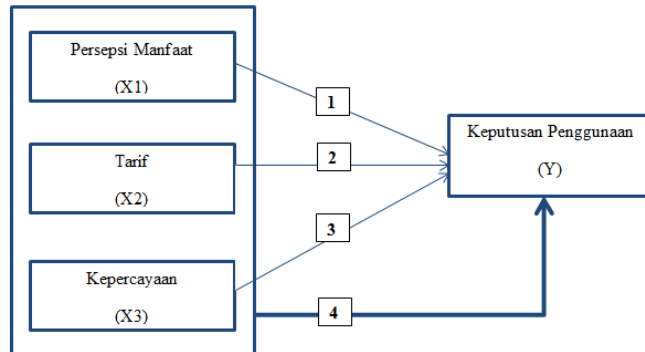 Persepsi Manfaat
(X1)
1
Keputusan Penggunaan
(Y)
Tarif
(X2)
2
3
Kepercayaan
(X3)
4